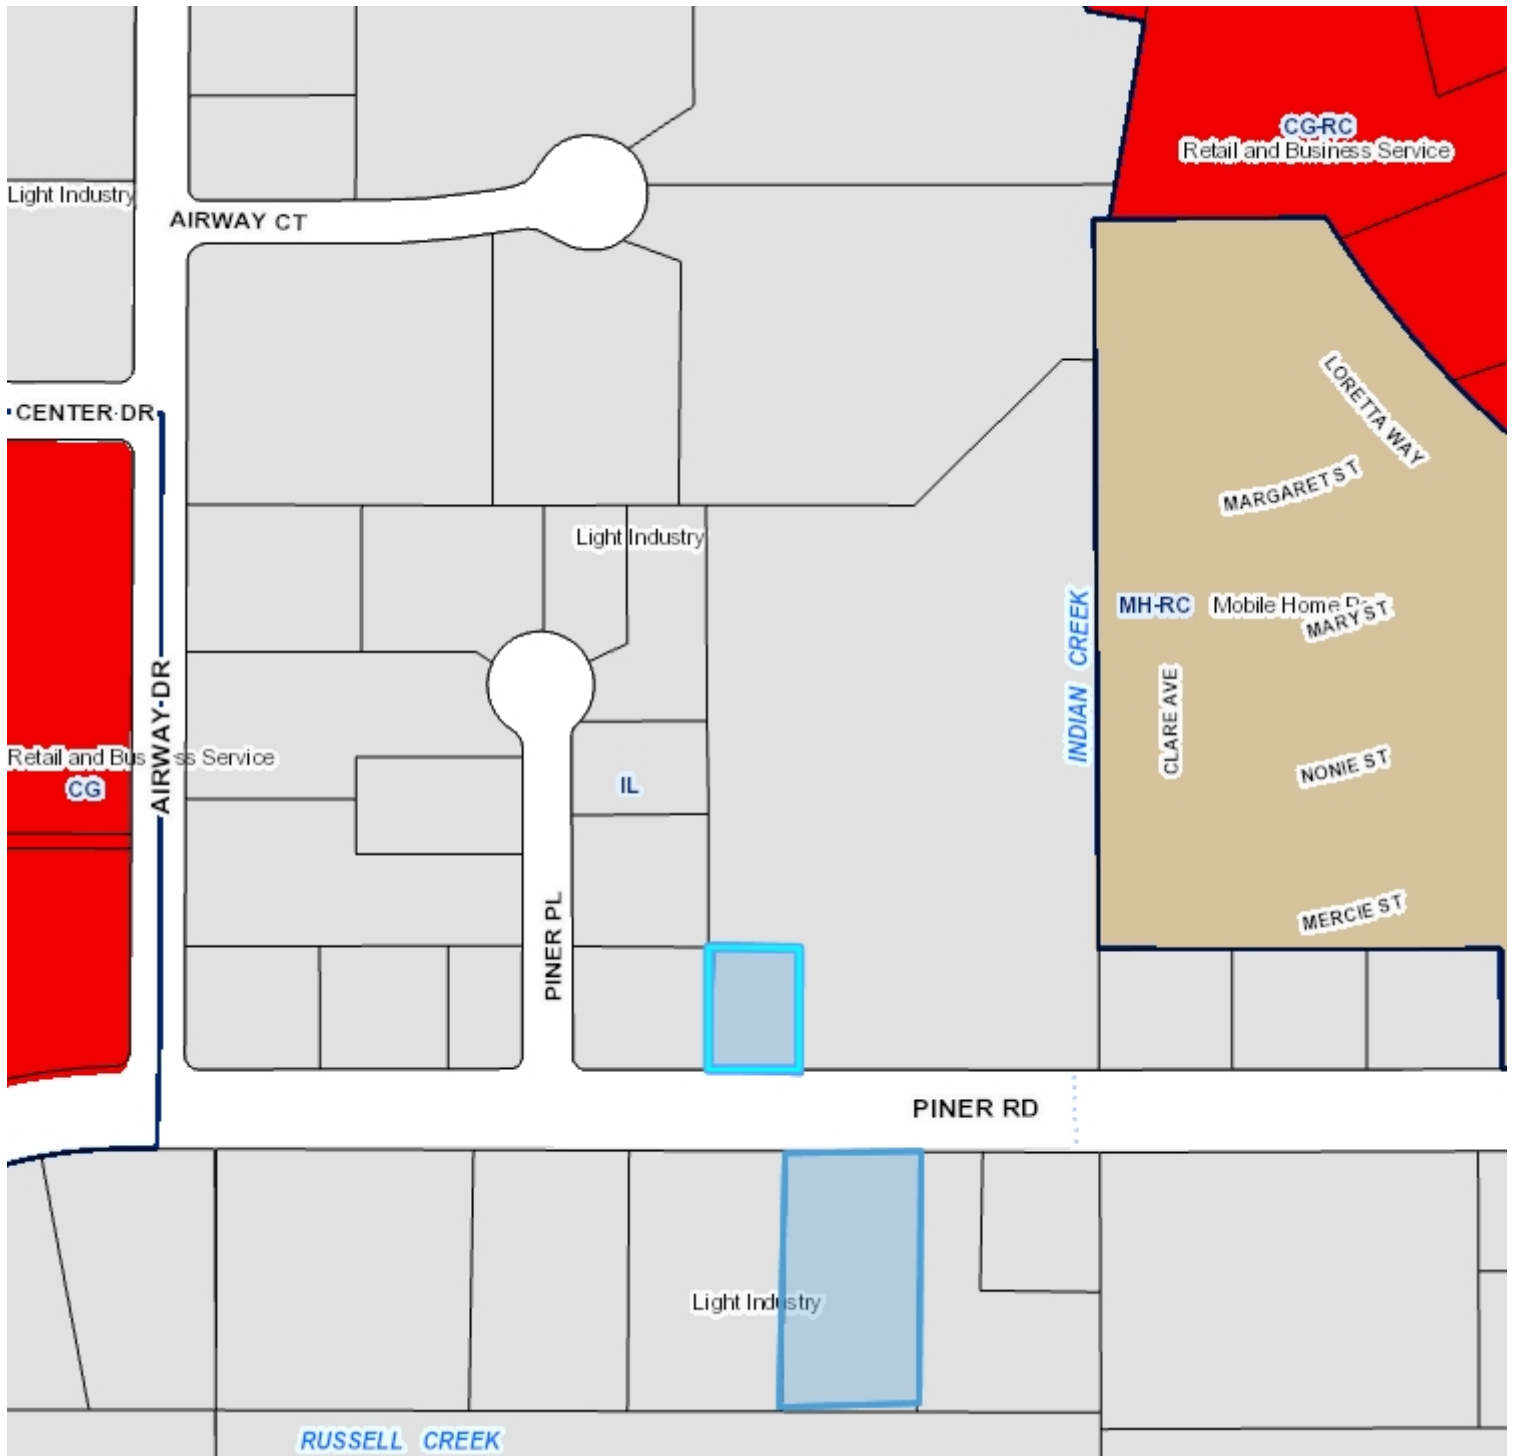 CG-RC
Retail and Business Service
Light Industry
AIRWAY CT
CENTER DR
LORETTA WAY
MARGARET ST
Light Industry
INDIAN CREEK
MH-RC
Mobile Home
MARY ST
CLARE AVE
AIRWAY DR
Retail and Bus ss Service
CG
IL
NONIE ST
PINER PL
MERCIE ST
PINER RD
Light Industry
RUSSELL CREEK